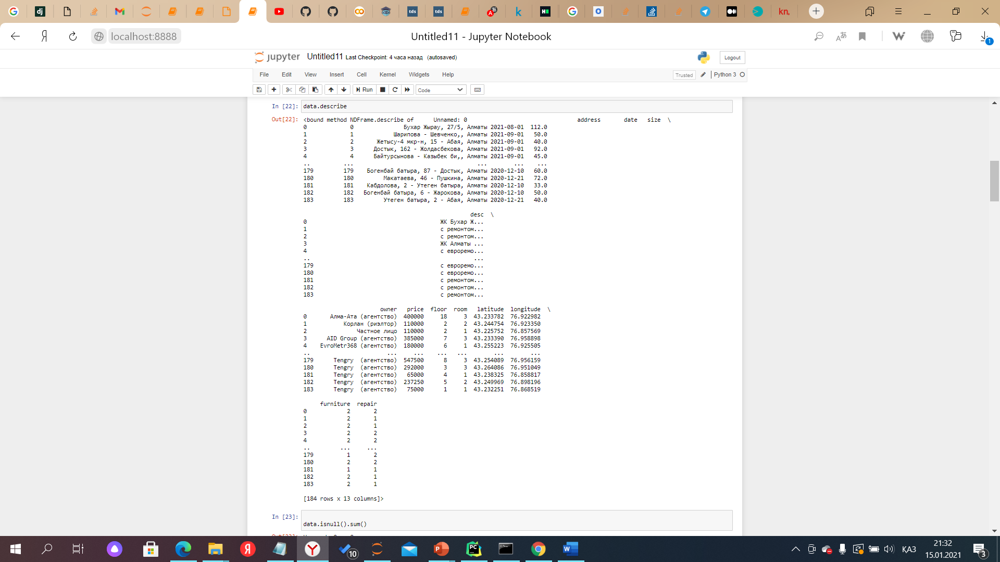 localhost:8888
Untitled11 - Jupyter Notebook
jupyter Untitled11 Last Checkpoint: 4 часа назад (autosaved)
Logout
File Edit View Insert Cell Kernel Widgets Help
Trusted
Python 3
Run
Code
In [22]: data.describe
Out[22]: <bound method NDFrame.describe of Unnamed: 0 address date size \
0 0 Бухар Жырау, 27/5, Алматы 2021-08-01 112.0
1 1 Шарипова - Шевченко,, Алматы 2021-09-01 50.0
2 2 Жетысу-4 мкр-н, 15 - Абая, Алматы 2021-09-01 40.0
3 3 Достык, 162 - Жолдасбекова, Алматы 2021-09-01 92.0
4 4 Байтурсынова - Казыбек би,, Алматы 2021-09-01 45.0
.. ... ... ... ...
179 179 Богенбай батыра, 87 - Достык, Алматы 2020-12-10 60.0
180 180 Макатаева, 46 - Пушкина, Алматы 2020-12-21 72.0
181 181 Кабдолова, 2 - Утеген батыра, Алматы 2020-12-10 33.0
182 182 Богенбай батыра, 6 - Жарокова, Алматы 2020-12-10 50.0
183 183 Утеген батыра, 2 - Абая, Алматы 2020-12-21 40.0
desc \
0 ЖК Бухар Ж...
1 с ремонтом...
2 с ремонтом...
3 ЖК Алматы ...
4 с евроремо...
.. ...
179 с евроремо...
180 с евроремо...
181 с ремонтом...
182 с ремонтом...
183 с ремонтом...
owner price floor room latitude longitude \
0 Алма-Ата (агентство) 400000 18 3 43.233782 76.922982
1 Корлан (риэлтор) 110000 2 2 43.244754 76.923350
2 Частное лицо 110000 2 1 43.225752 76.857569
3 AID Group (агентство) 385000 7 3 43.233390 76.958898
4 EvroMetr368 (агентство) 180000 6 1 43.255223 76.925505
.. ... ... ... ... ... ...
179 Tengry (агентство) 547500 8 3 43.254089 76.956159
180 Tengry (агентство) 292000 3 3 43.264086 76.951049
181 Tengry (агентство) 65000 4 1 43.238325 76.858817
182 Tengry (агентство) 237250 5 2 43.249969 76.898196
183 Tengry (агентство) 75000 1 1 43.232251 76.868519
furniture repair
0 2 2
1 2 1
2 2 1
3 2 2
4 2 2
.. ... ...
179 1 2
180 2 2
181 1 1
182 2 1
183 2 1
[184 rows x 13 columns]>
In [23]:
data.isnull().sum()
10
ҚАЗ
21:32
15.01.2021
3